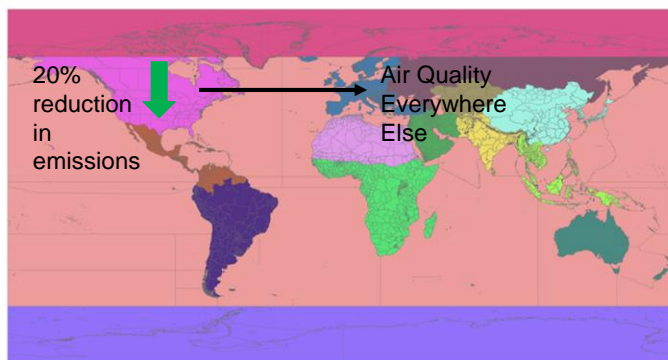 20%
reduction
in
emissions
Air Quality
Everywhere
Else